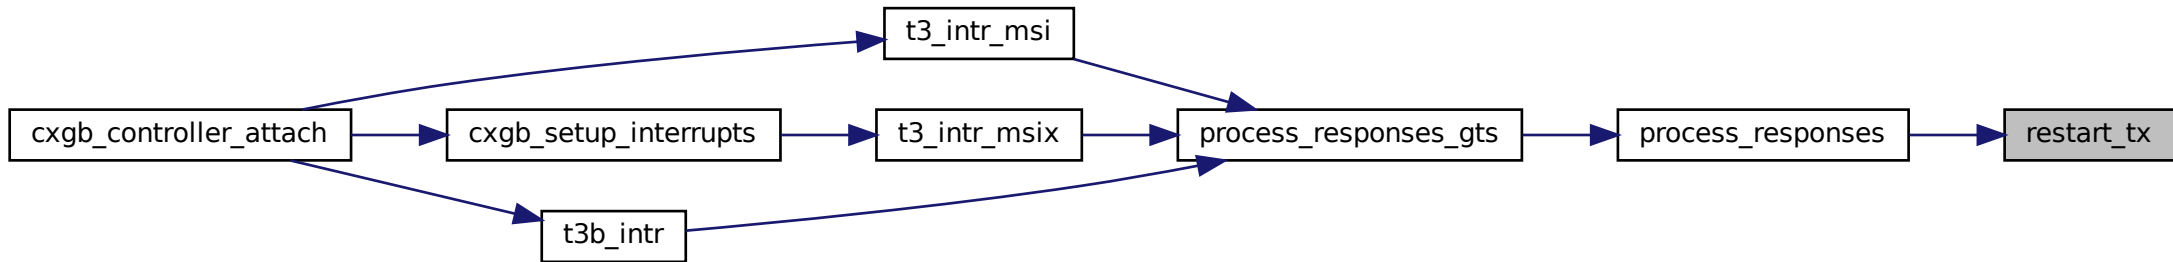 t3_intr_msi
cxgb_controller_attach
cxgb_setup_interrupts
t3_intr_msix
process_responses_gts
process_responses
restart_tx
t3b_intr